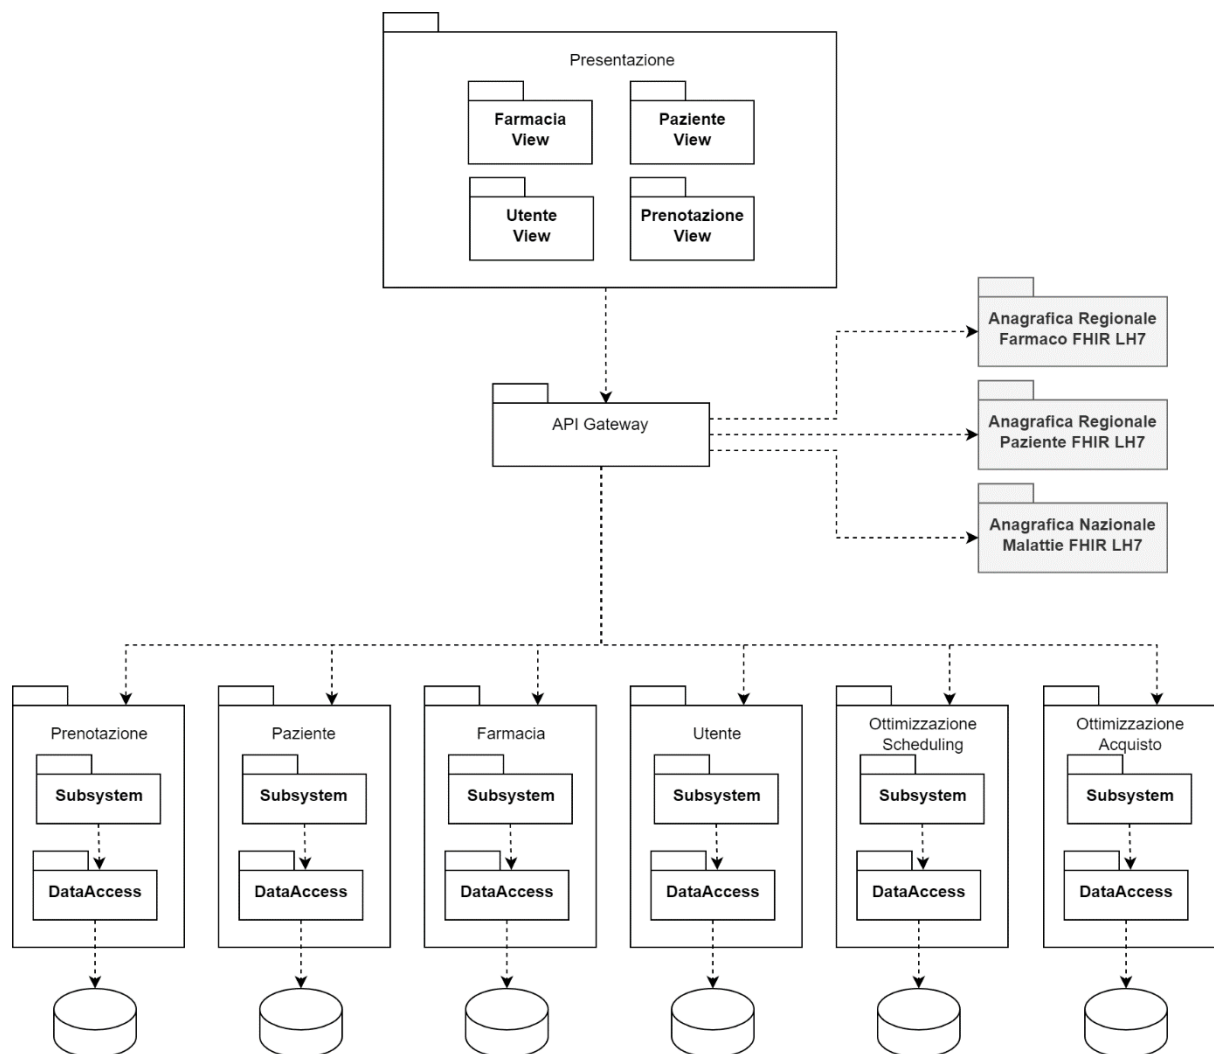 Presentazione
Farmacia
View
Paziente
View
Utente
View
Prenotazione
View
Anagrafica Regionale
Farmaco FHIR LH7
API Gateway
Anagrafica Regionale
Paziente FHIR LH7
Anagrafica Nazionale
Malattie FHIR LH7
Prenotazione
Subsystem
DataAccess
Paziente
Subsystem
DataAccess
Farmacia
Subsystem
DataAccess
Utente
Subsystem
DataAccess
Ottimizzazione
Scheduling
Subsystem
DataAccess
Ottimizzazione
Acquisto
Subsystem
DataAccess